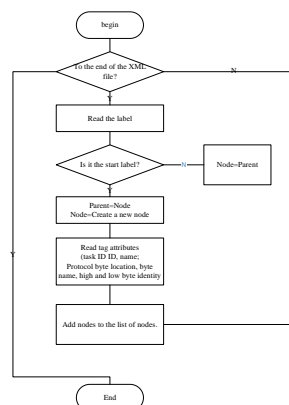 begin
To the end of the XML
file?
N
Y
Read the label
Is it the start label?
N
Node=Parent
Y
Parent=Node
Node=Create a new node
Y
Read tag attributes
(task ID ID, name;
Protocol byte location, byte
name, high and low byte identity
Add nodes to the list of nodes.
End